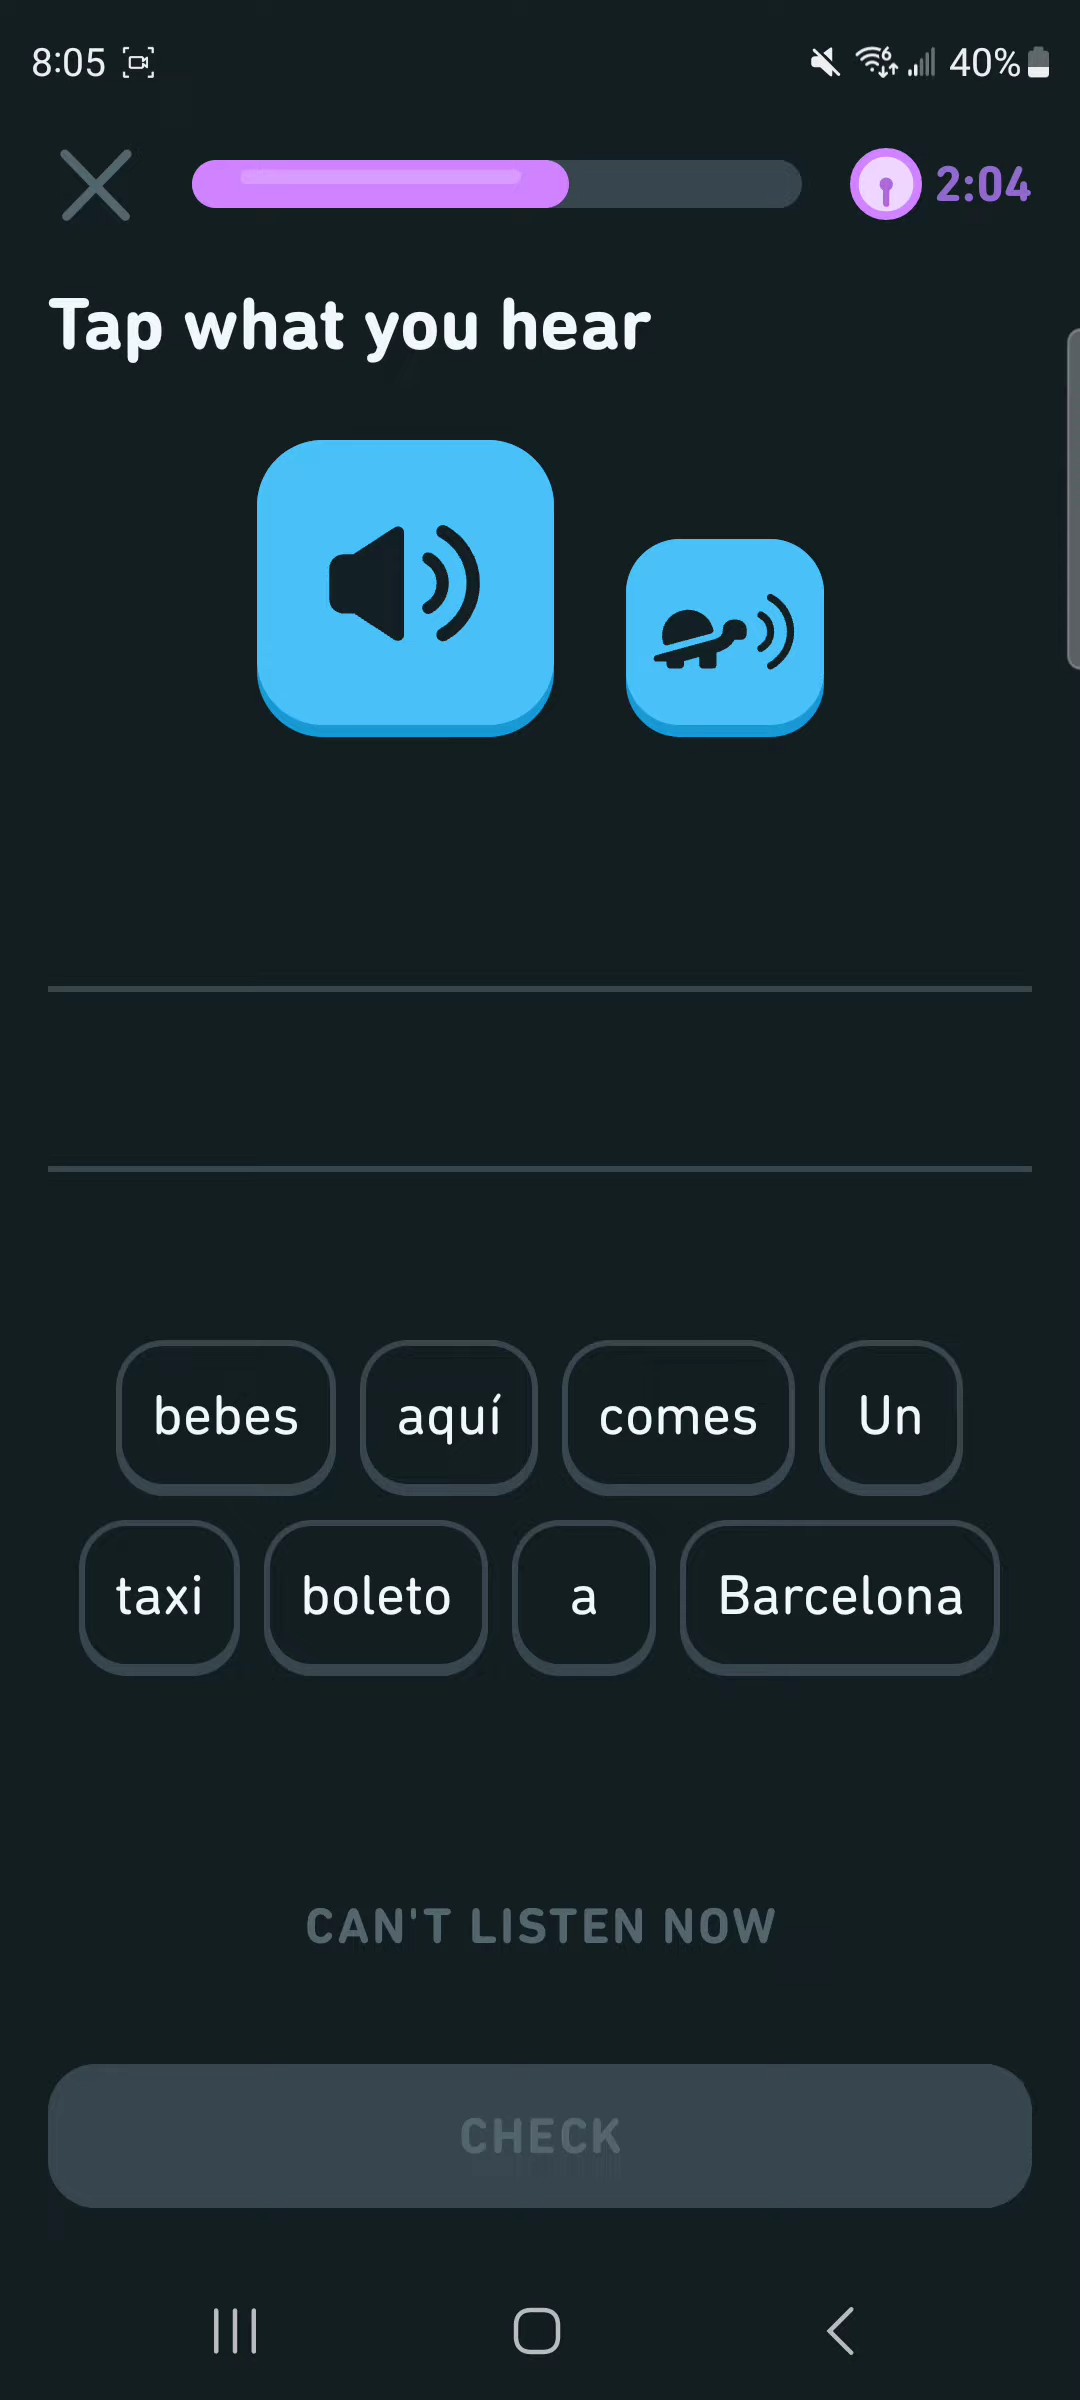 8:05 6 40%
2:04
Tap what you hear
bebes aquí comes Un
taxi boleto a Barcelona
CAN'T LISTEN NOW
CHECK